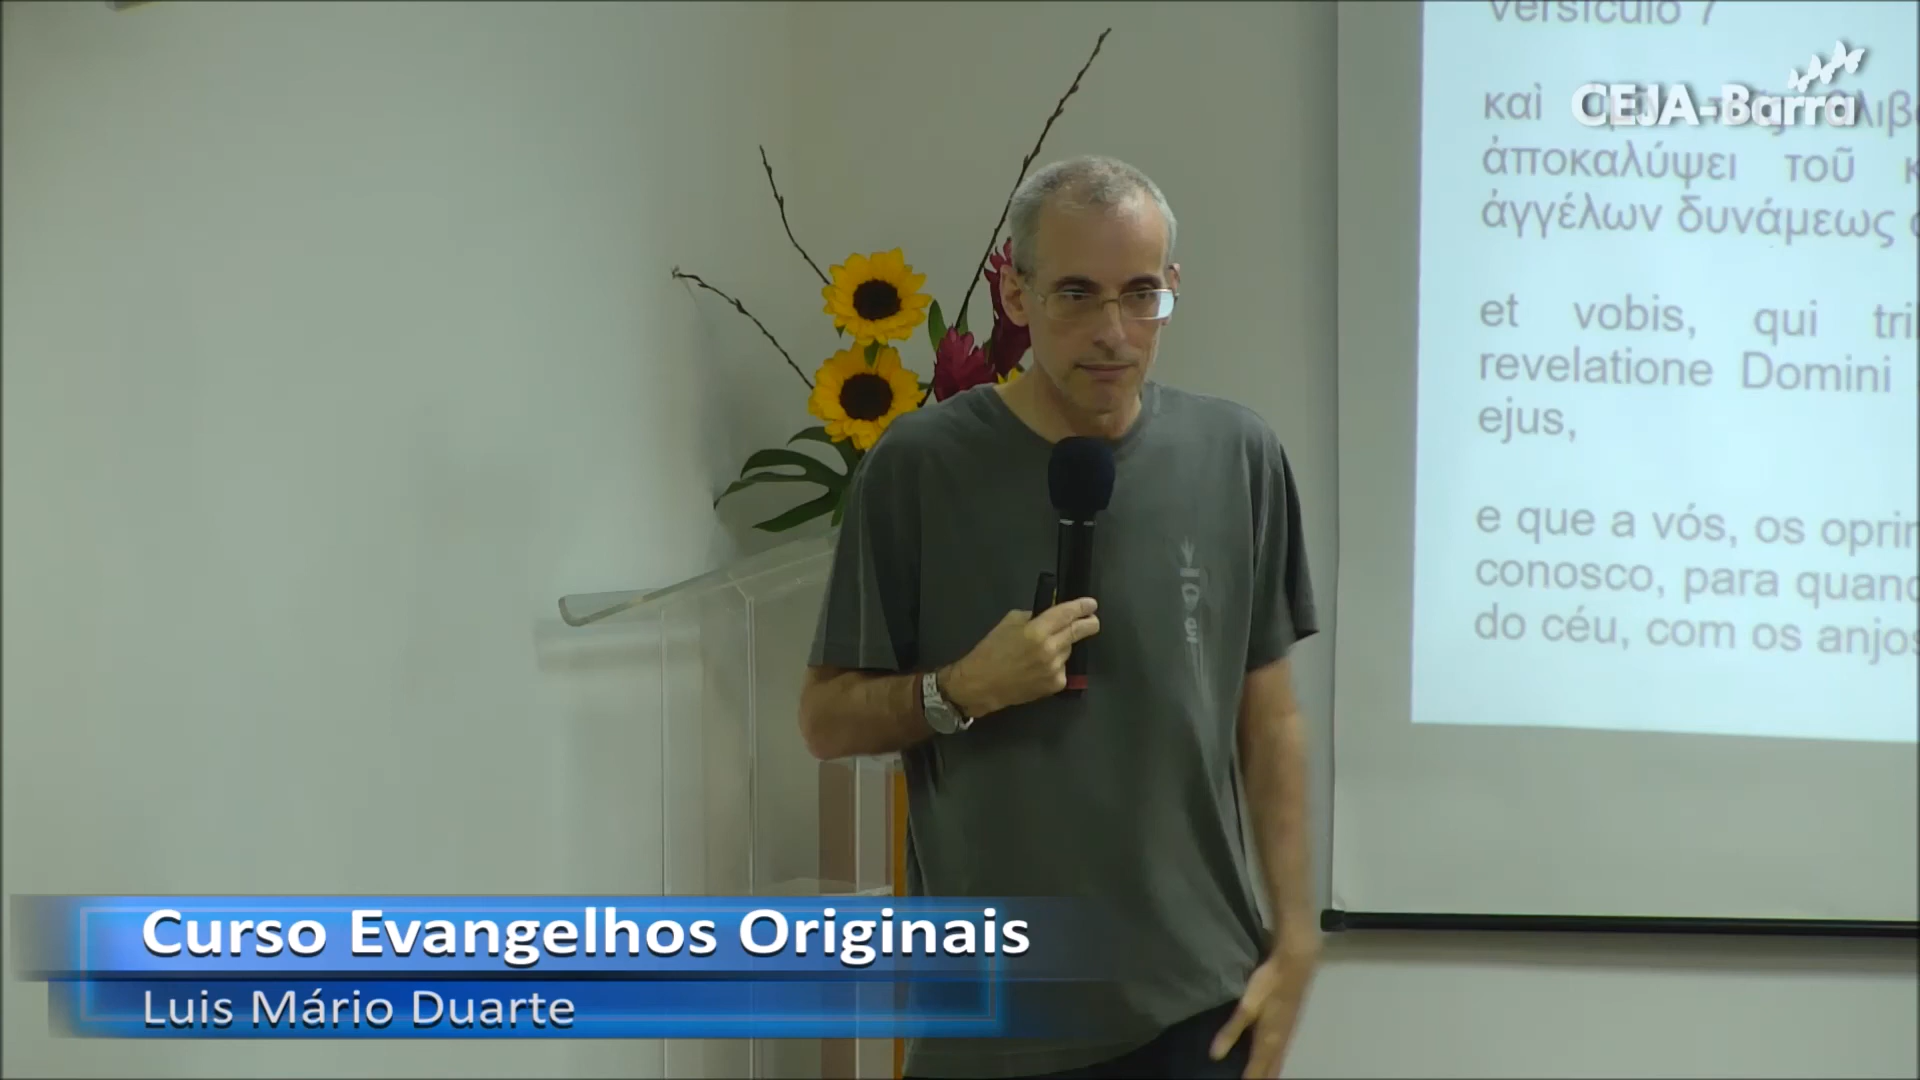 Versículo 7
CEJA-Barra
καὶ
ἀποκαλύψει τοῦ
ἀγγέλων δυνάμεως
et vobis, qui
revelatione Domini
ejus,
e que a vós, os
conosco, para
do céu, com os
Curso Evangelhos Originais
Luis Mário Duarte